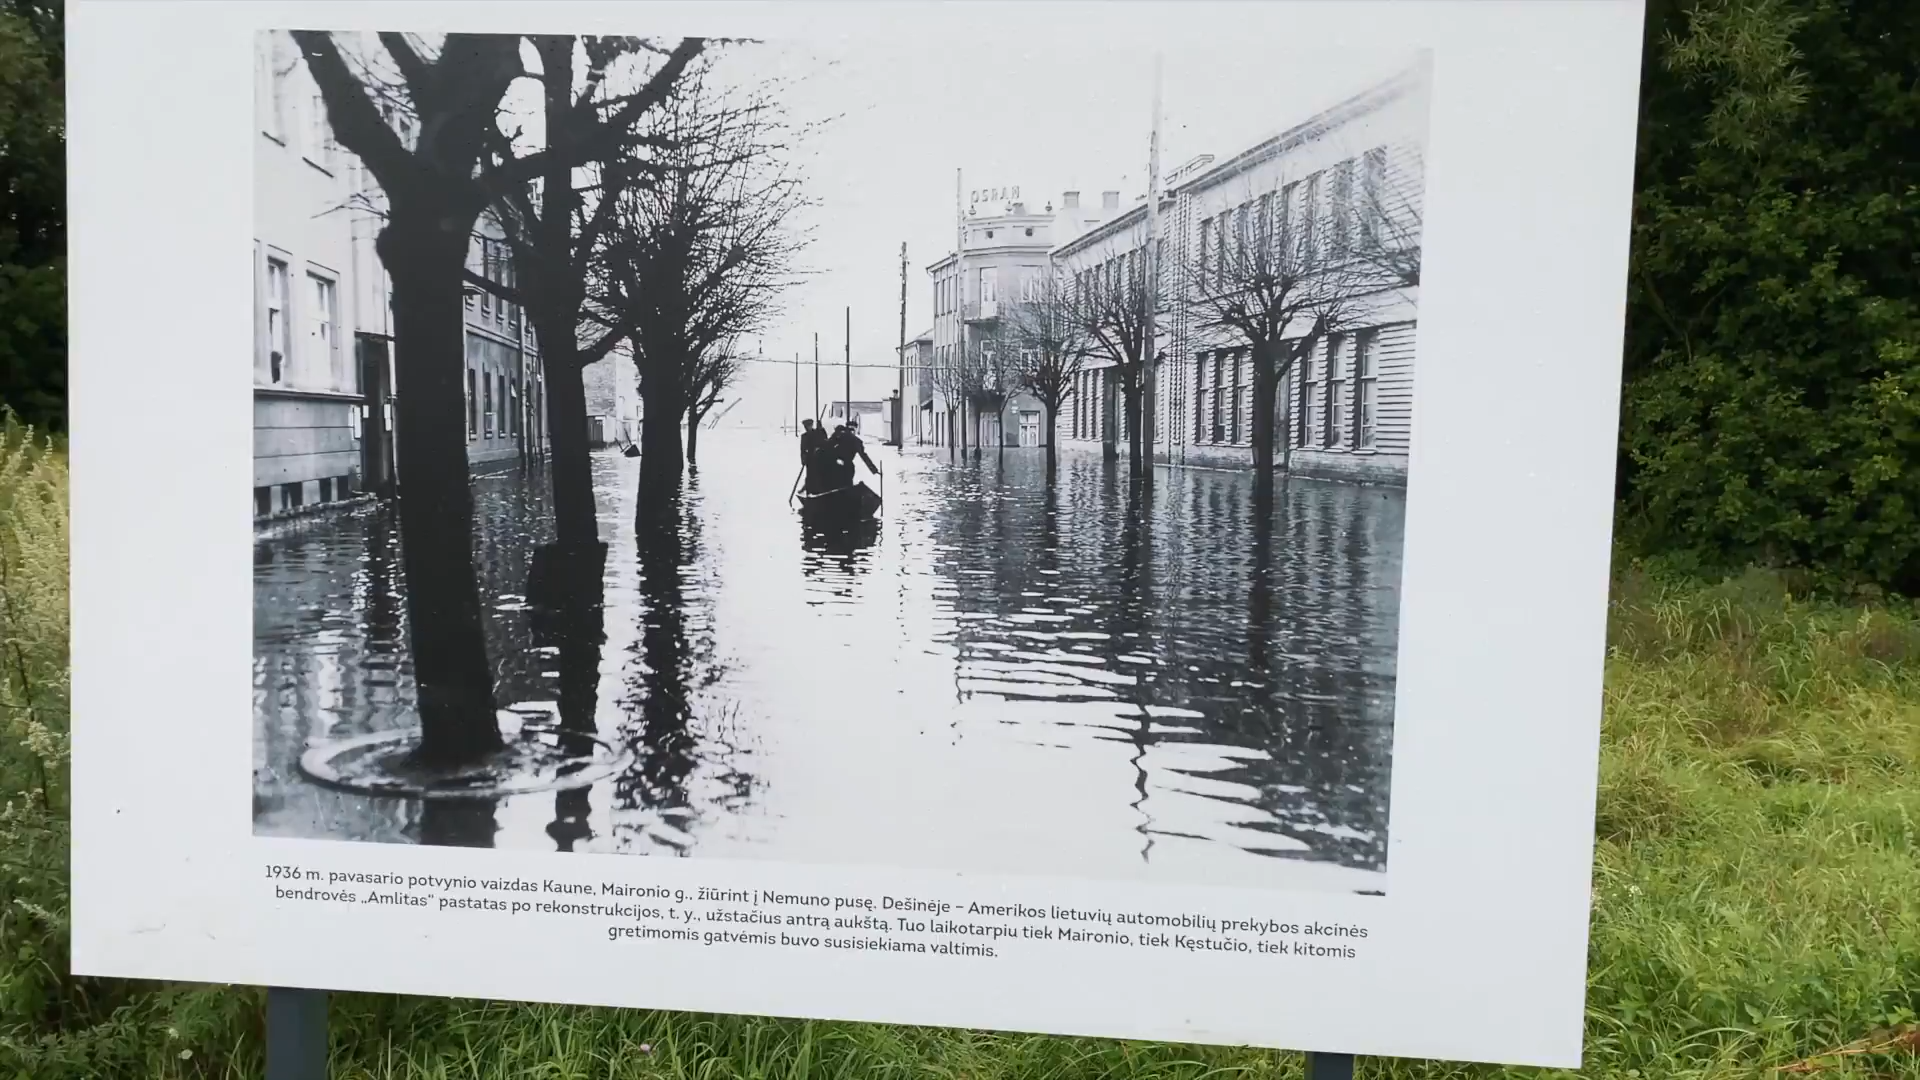 OSRAM
1936 m. pavasario potvynio vaizdas Kaune, Maironio g., žiūrint į Nemuno pusę. Dešinėje – Amerikos lietuvių automobilių prekybos akcinės
bendrovės „Amlitas“ pastatas po rekonstrukcijos, t. y., užstačius antrą aukštą. Tuo laikotarpiu tiek Maironio, tiek Kęstučio, tiek kitomis
gretimomis gatvėmis buvo susisiekiama valtimis.